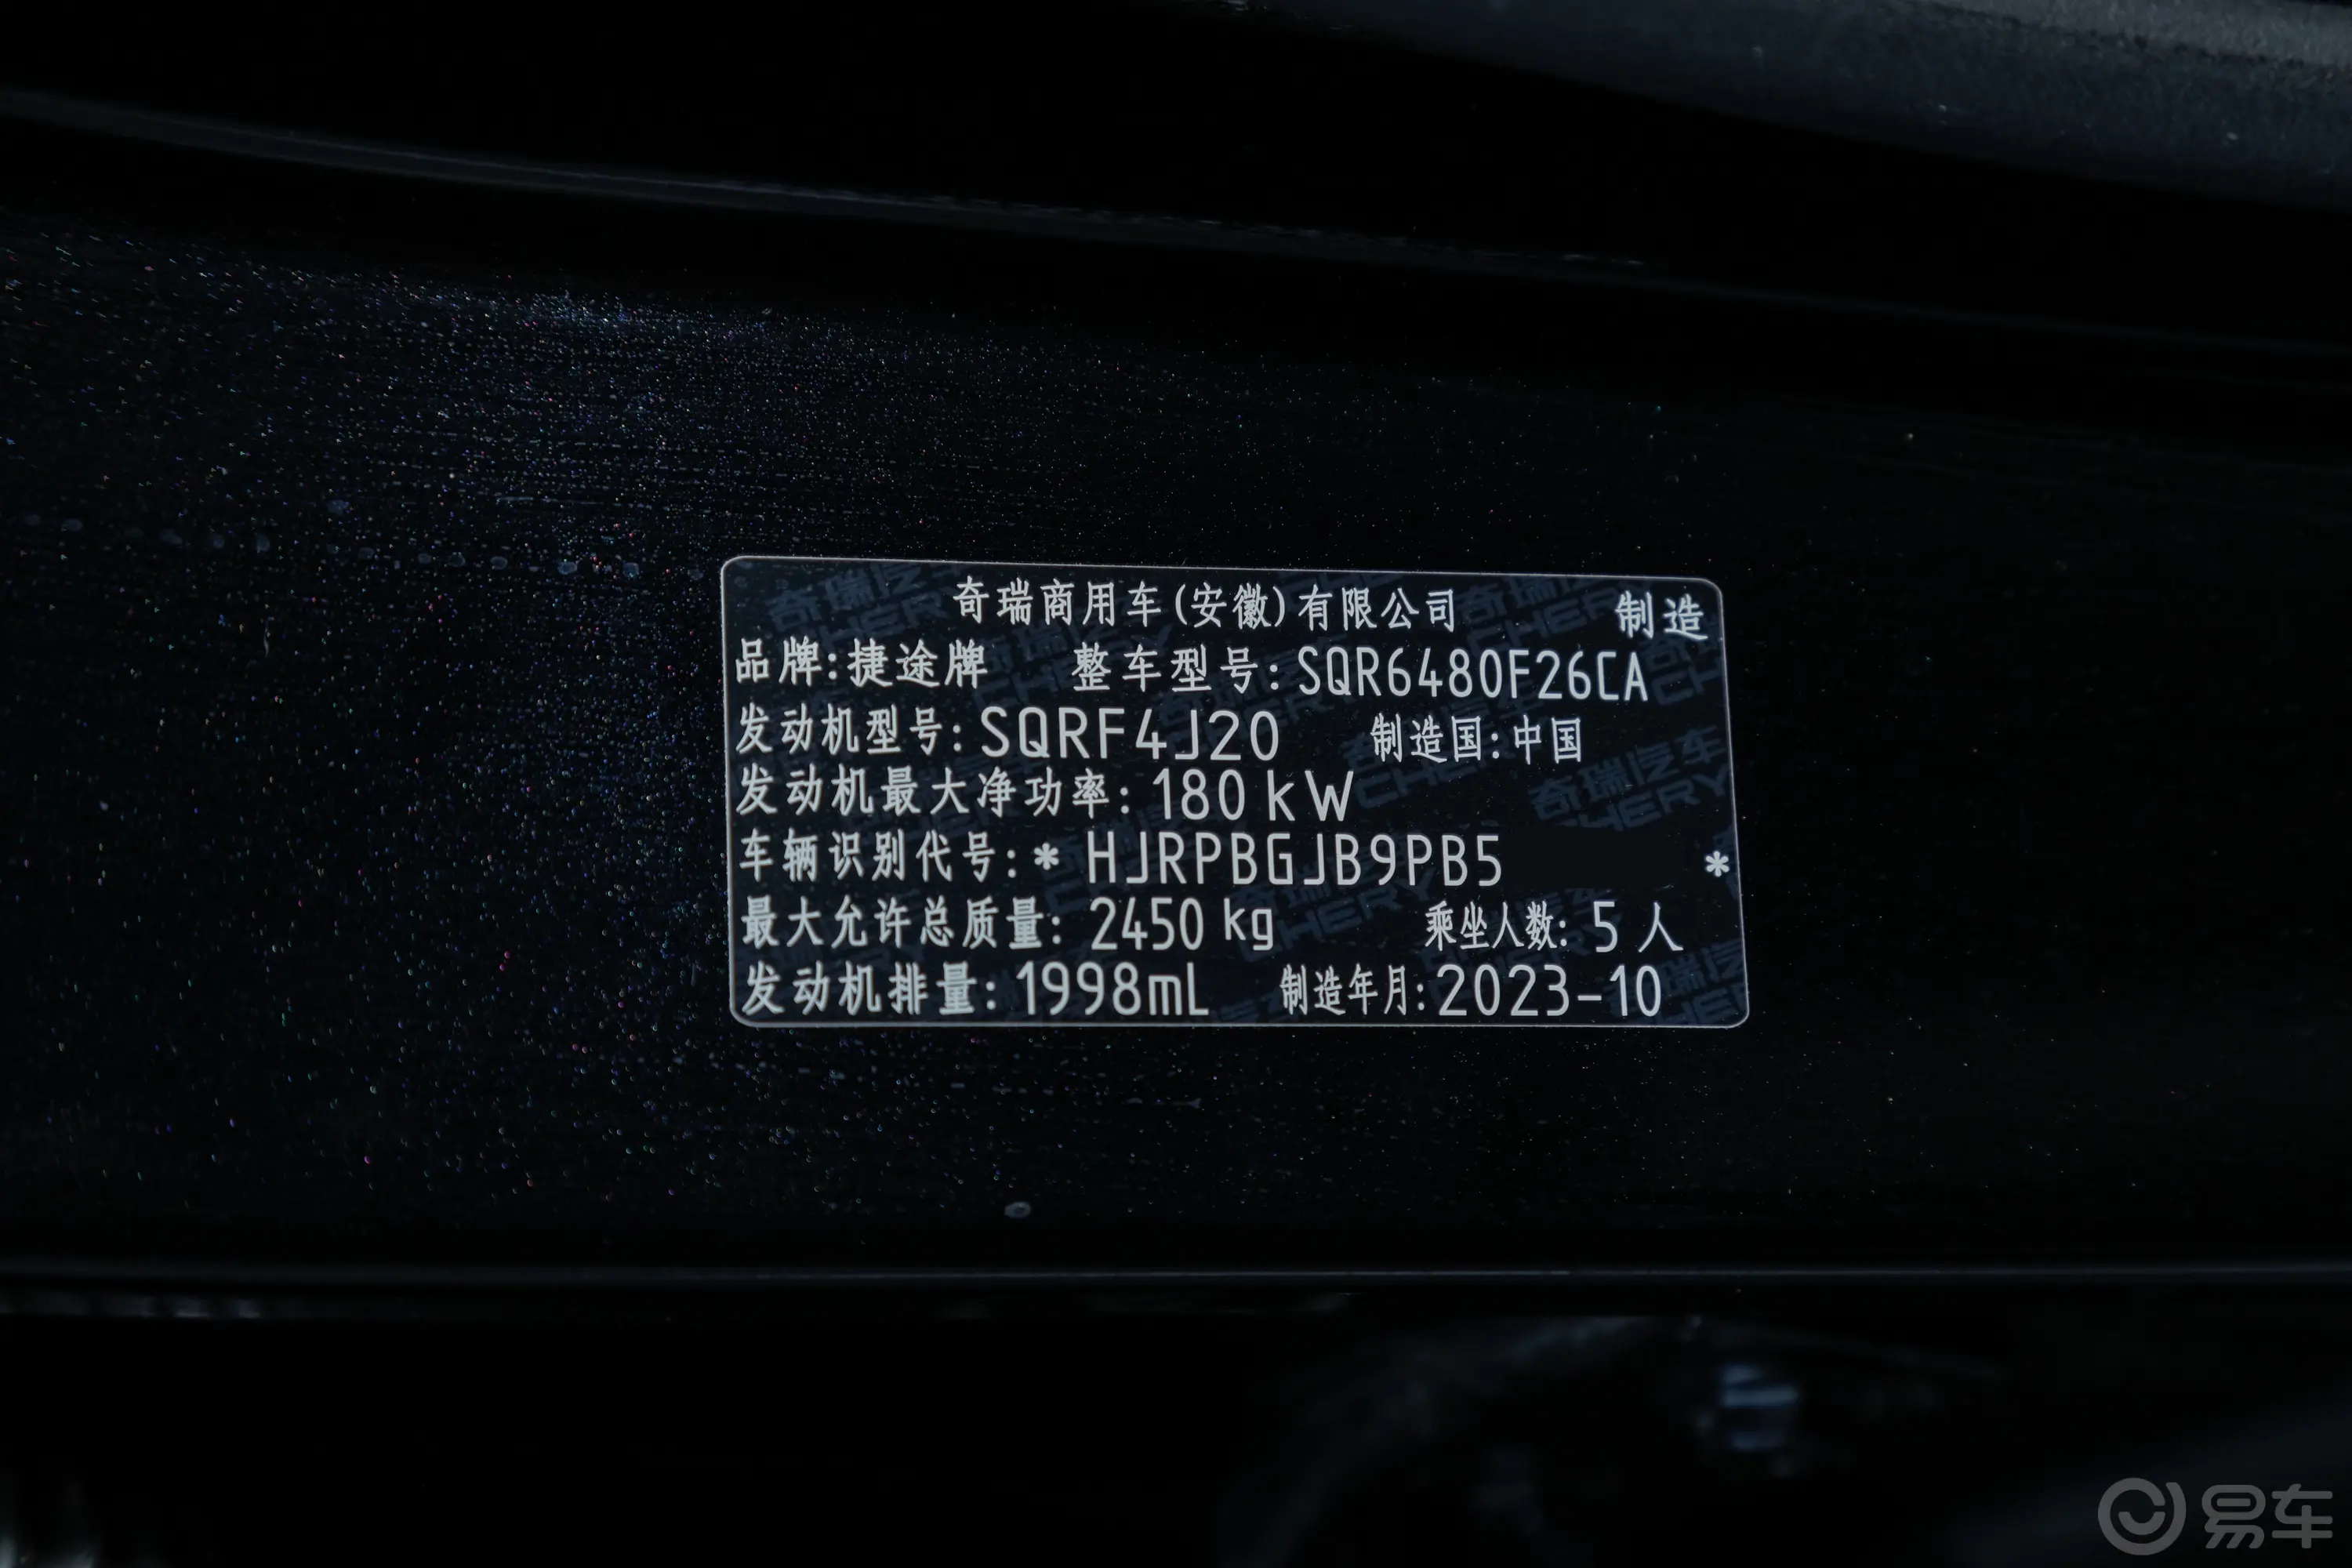 奇瑞商用车(安徽)有限公司 制造
品牌:捷途牌 整车型号:SQR6480F26CA
发动机型号:SQRF4J20 制造国:中国
发动机最大净功率:180kW
车辆识别代号:*HJRPBGJB9PB5 *
最大允许总质量:2450kg 乘坐人数:5人
发动机排量:1998mL 制造年月:2023-10
易车